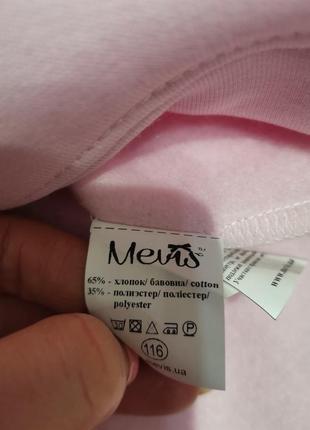 Mevis
65% - хлопок/ бавовна/ cotton
35% - полиэстер/ поліестер/
polyester
P
116